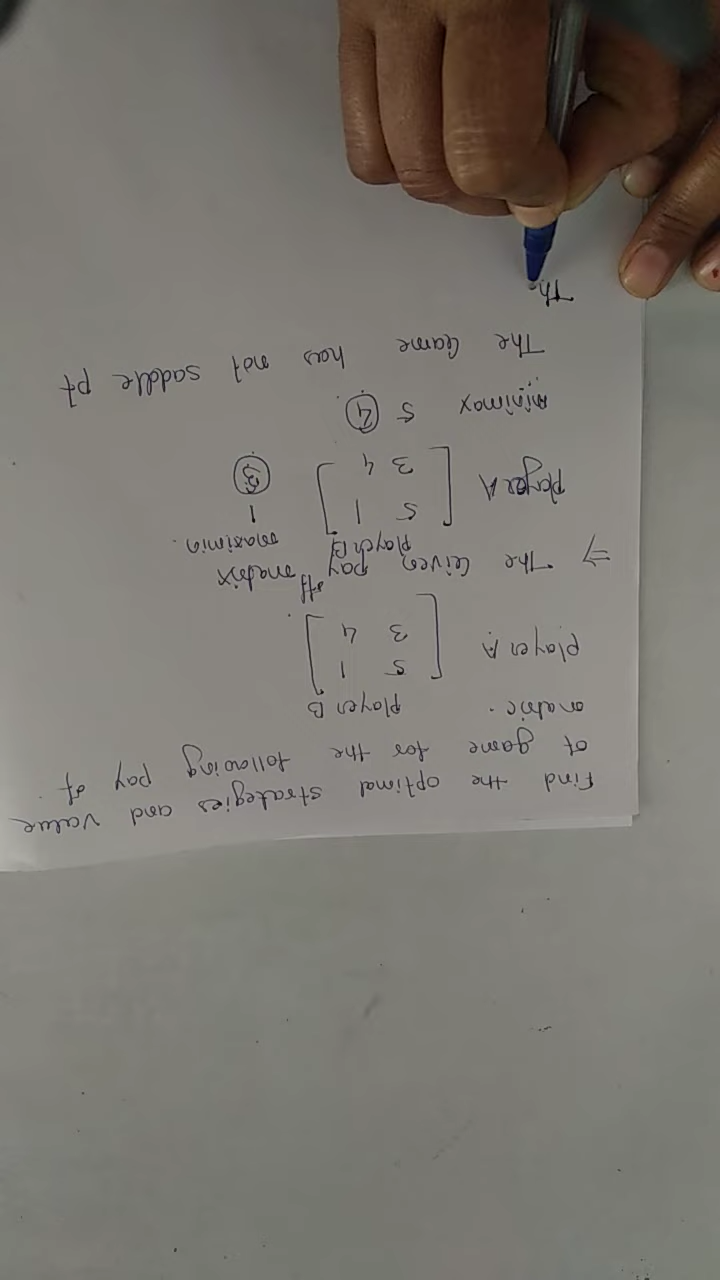 Find the optimal strategies and value
of game for the following pay of
matric.
Player B
5 1
Player A
3 4
⇒ The Given pay off matrix
Player B maximin.
5 1 1
Player A
3 4 3
minimax 5 4
The Game has not saddle pt
Th